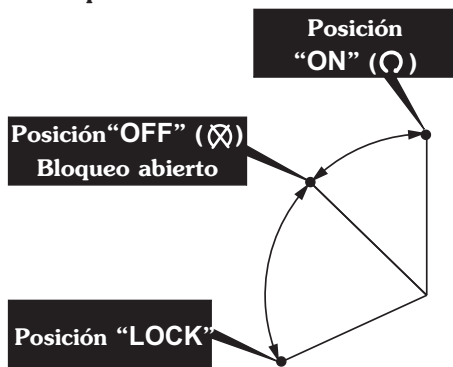 Posición
“ON” ( )
Posición“OFF” ( )
Bloqueo abierto
Posición “LOCK”